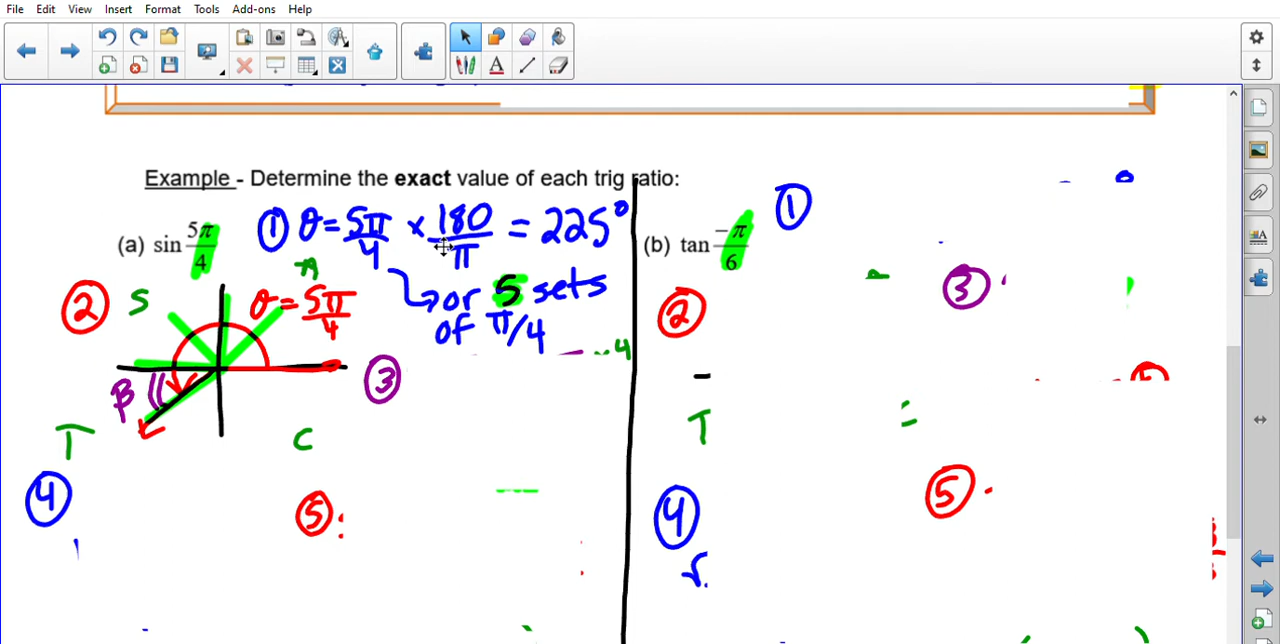 File Edit View Insert Format Tools Add-ons Help
Example - Determine the exact value of each trig ratio:
(a) sin 5π/4
① θ = 5π/4 × 180/π = 225°
or 5 sets
of π/4
② S A θ = 5π/4
β
T C
③
④
⑤:
(b) tan -π/6
①
②
③
T
=
④
⑤